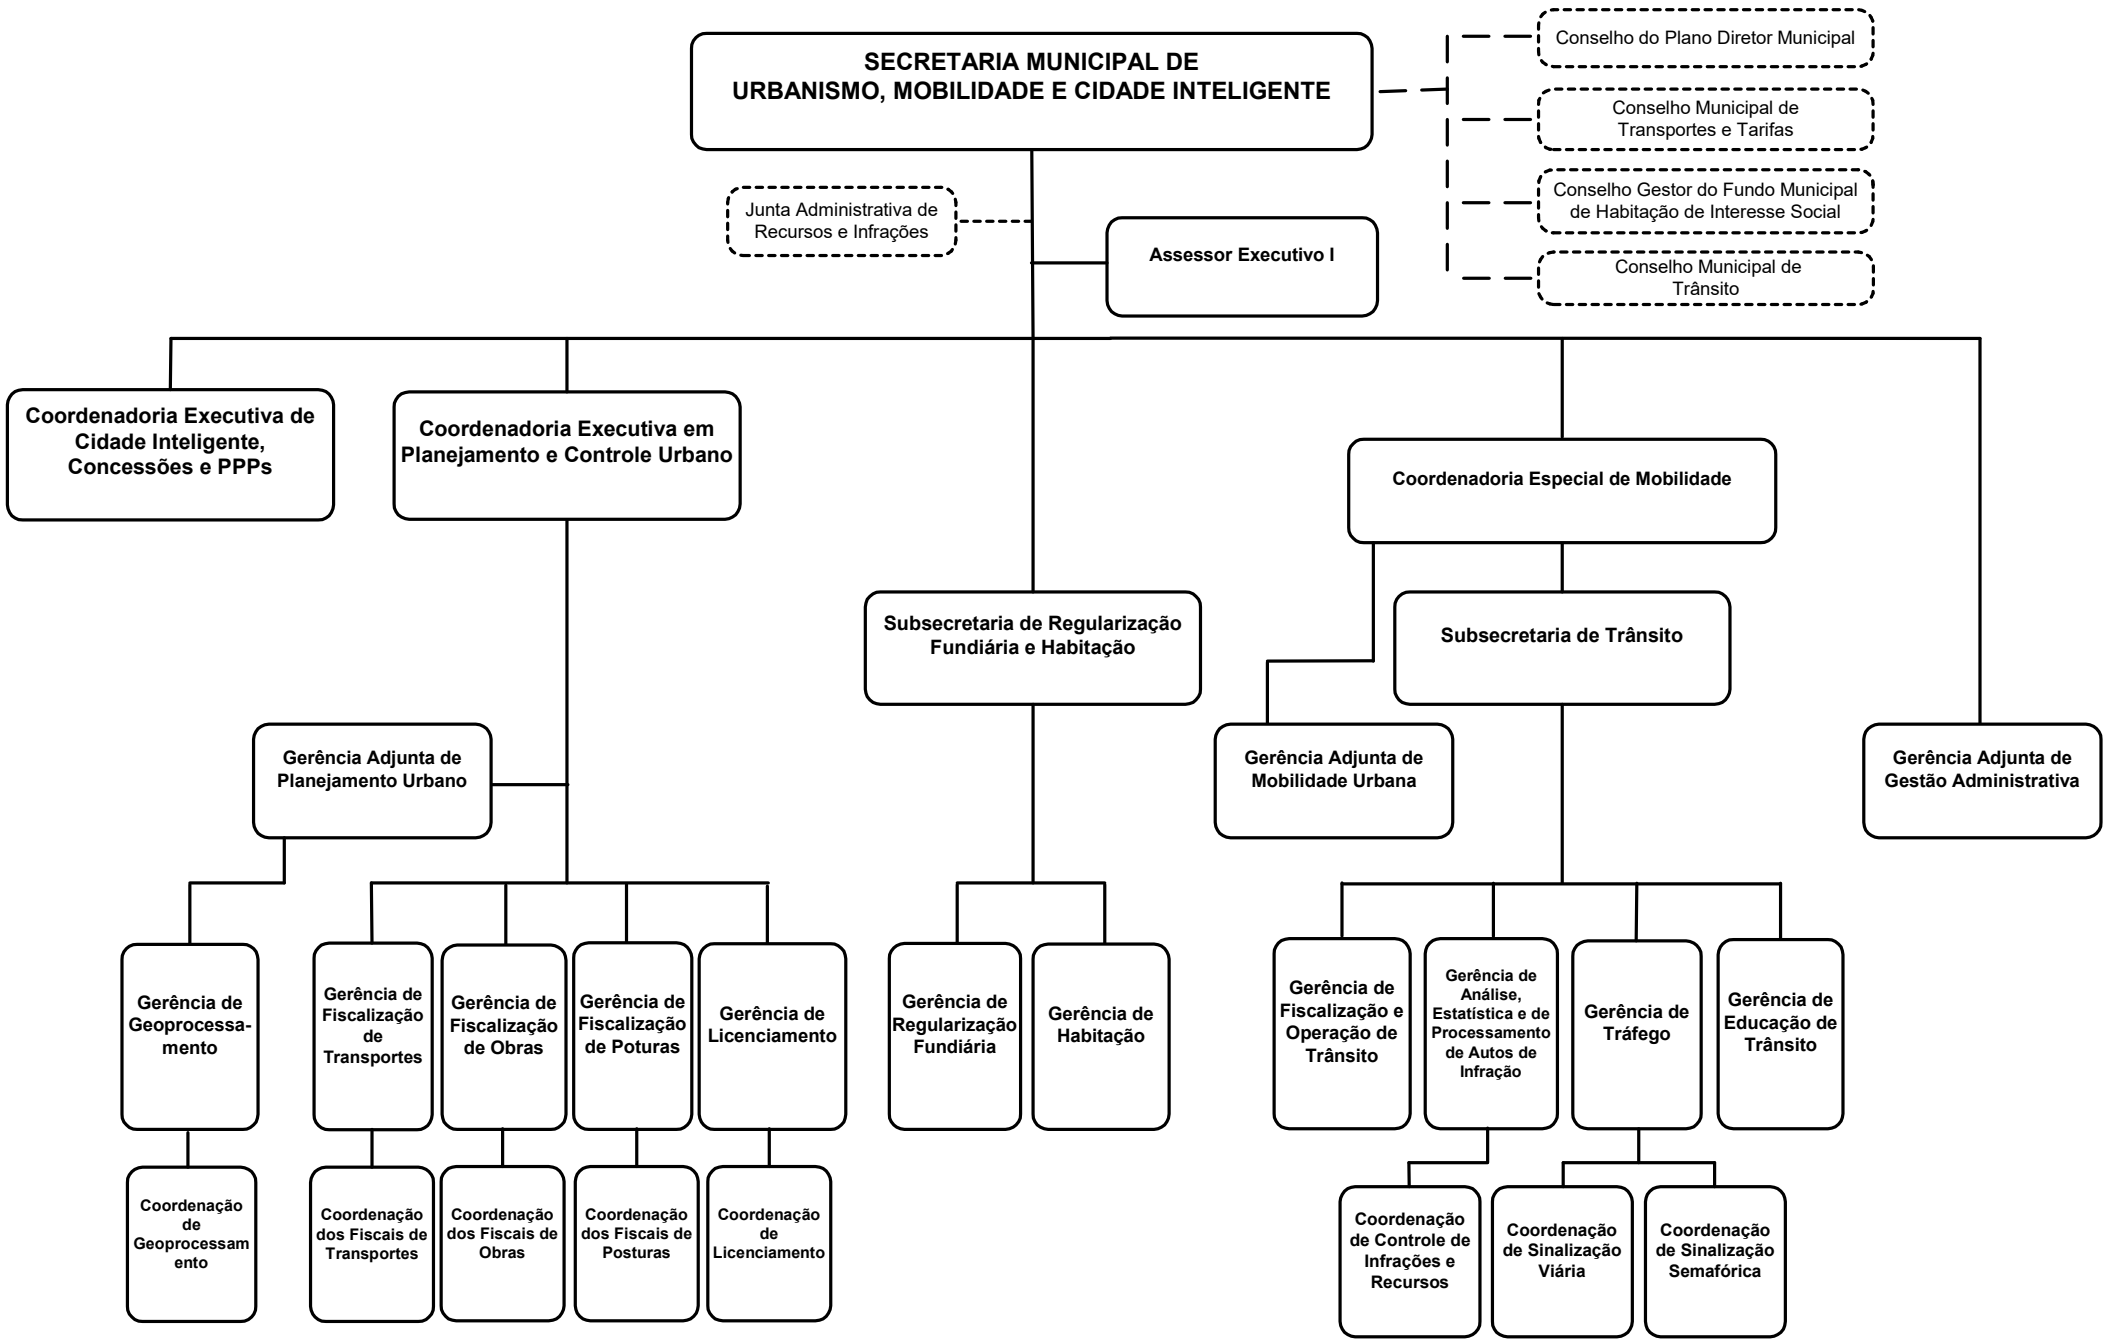 SECRETARIA MUNICIPAL DE
URBANISMO, MOBILIDADE E CIDADE INTELIGENTE
Conselho do Plano Diretor Municipal
Conselho Municipal de
Transportes e Tarifas
Conselho Gestor do Fundo Municipal
de Habitação de Interesse Social
Conselho Municipal de
Trânsito
Junta Administrativa de
Recursos e Infrações
Assessor Executivo I
Coordenadoria Executiva de
Cidade Inteligente,
Concessões e PPPs
Coordenadoria Executiva em
Planejamento e Controle Urbano
Coordenadoria Especial de Mobilidade
Subsecretaria de Regularização
Fundiária e Habitação
Subsecretaria de Trânsito
Gerência Adjunta de
Planejamento Urbano
Gerência Adjunta de
Mobilidade Urbana
Gerência Adjunta de
Gestão Administrativa
Gerência de
Geoprocessa-
mento
Gerência de
Fiscalização
de
Transportes
Gerência de
Fiscalização
de Obras
Gerência de
Fiscalização
de Poturas
Gerência de
Licenciamento
Gerência de
Regularização
Fundiária
Gerência de
Habitação
Gerência de
Fiscalização e
Operação de
Trânsito
Gerência de
Análise,
Estatística e de
Processamento
de Autos de
Infração
Gerência de
Tráfego
Gerência de
Educação de
Trânsito
Coordenação
de
Geoprocessam
ento
Coordenação
dos Fiscais de
Transportes
Coordenação
dos Fiscais de
Obras
Coordenação
dos Fiscais de
Posturas
Coordenação
de
Licenciamento
Coordenação
de Controle de
Infrações e
Recursos
Coordenação
de Sinalização
Viária
Coordenação
de Sinalização
Semafórica